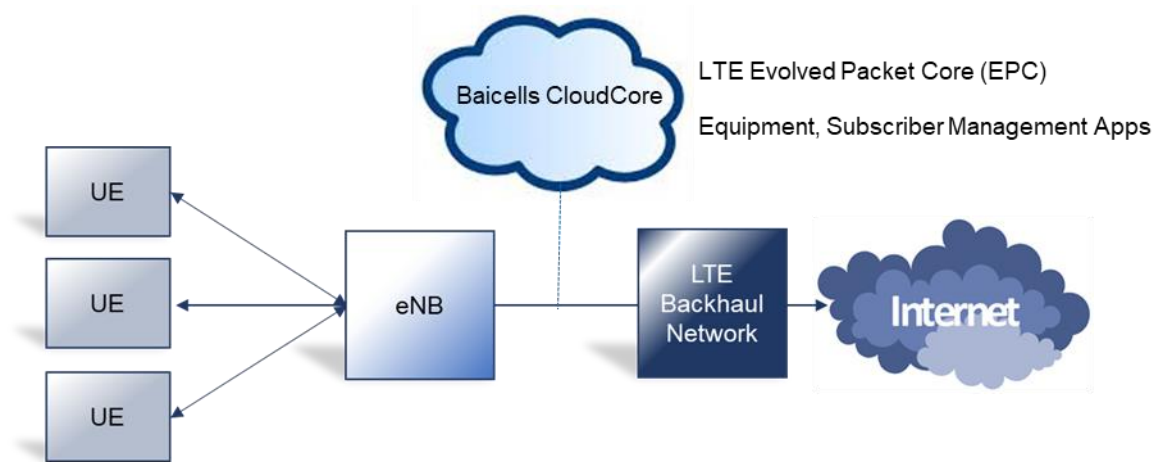 Baicells CloudCore
LTE Evolved Packet Core (EPC)
Equipment, Subscriber Management Apps
UE
UE
UE
eNB
LTE
Backhaul
Network
Internet